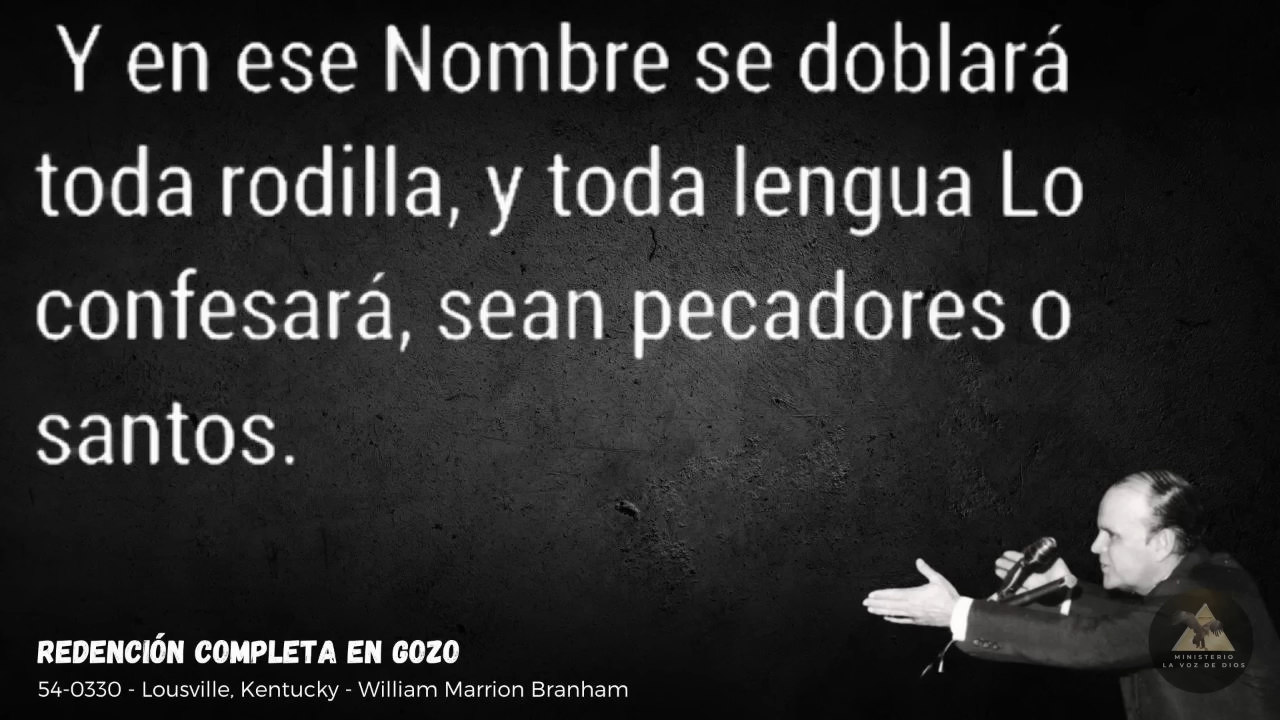 Y en ese Nombre se doblará
toda rodilla, y toda lengua Lo
confesará, sean pecadores o
santos.
REDENCIÓN COMPLETA EN GOZO
54-0330 - Lousville, Kentucky - William Marrion Branham
MINISTERIO
LA VOZ DE DIOS